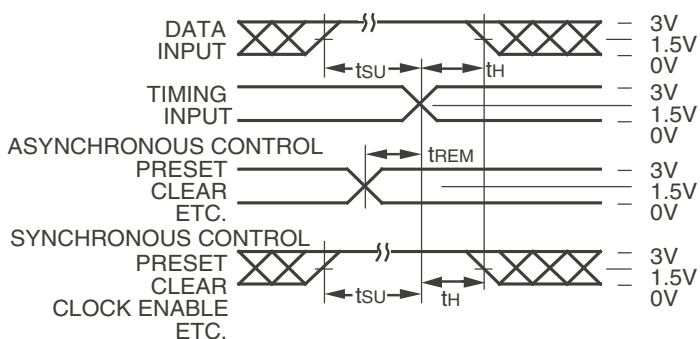 DATA
INPUT
tSU
tH
3V
1.5V
0V
TIMING
INPUT
3V
1.5V
0V
ASYNCHRONOUS CONTROL
PRESET
CLEAR
ETC.
tREM
3V
1.5V
0V
SYNCHRONOUS CONTROL
PRESET
CLEAR
CLOCK ENABLE
ETC.
tSU
tH
3V
1.5V
0V